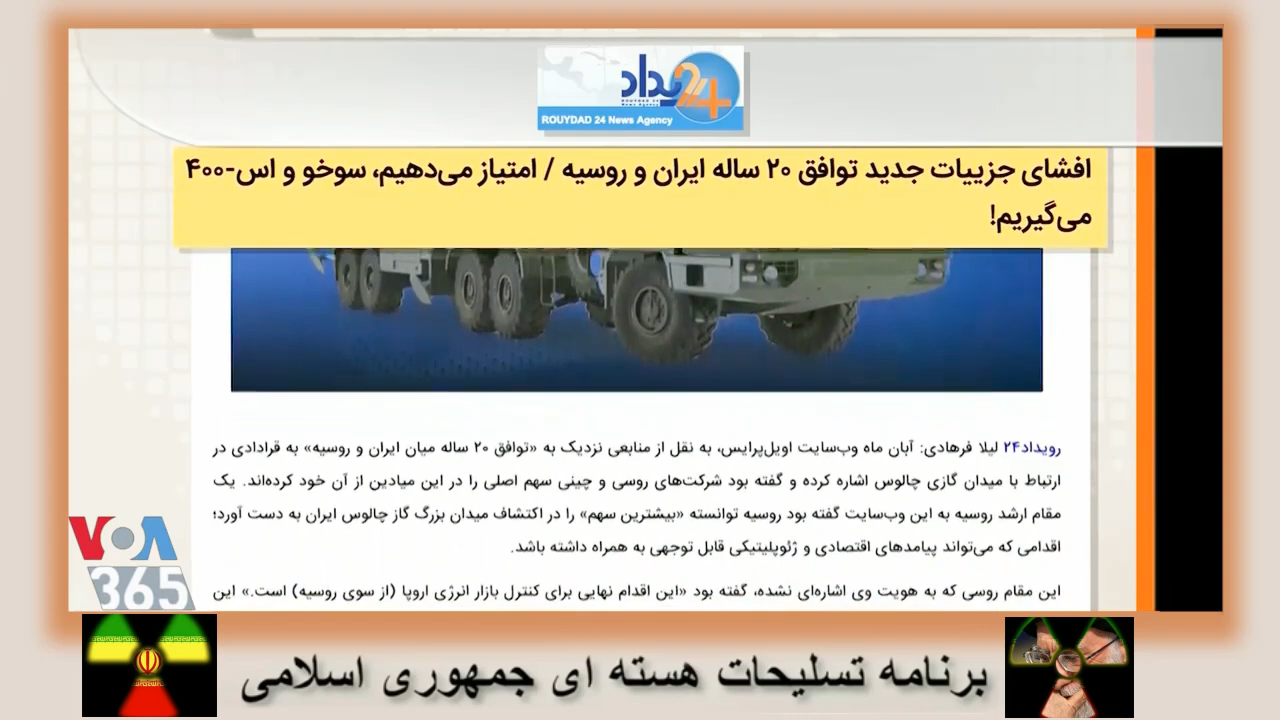 رویداد24
ROUYDAD 24
News Agency
ROUYDAD 24 News Agency
افشای جزییات جدید توافق ۲۰ ساله ایران و روسیه / امتیاز می‌دهیم، سوخو و اس-۴۰۰
می‌گیریم!
رویداد۲۴ لیلا فرهادی: آبان ماه وب‌سایت اویل‌پرایس، به نقل از منابعی نزدیک به «توافق ۲۰ ساله میان ایران و روسیه» به قرادادی در
ارتباط با میدان گازی چالوس اشاره کرده و گفته بود شرکت‌های روسی و چینی سهم اصلی را در این میادین از آن خود کرده‌اند. یک
مقام ارشد روسیه به این وب‌سایت گفته بود روسیه توانسته «بیشترین سهم» را در اکتشاف میدان بزرگ گاز چالوس ایران به دست آورد؛
اقدامی که می‌تواند پیامدهای اقتصادی و ژئوپلیتیکی قابل توجهی به همراه داشته باشد.
این مقام روسی که به هویت وی اشاره‌ای نشده، گفته بود «این اقدام نهایی برای کنترل بازار انرژی اروپا (از سوی روسیه) است.» این
VOA
365
برنامه تسلیحات هسته ای جمهوری اسلامی